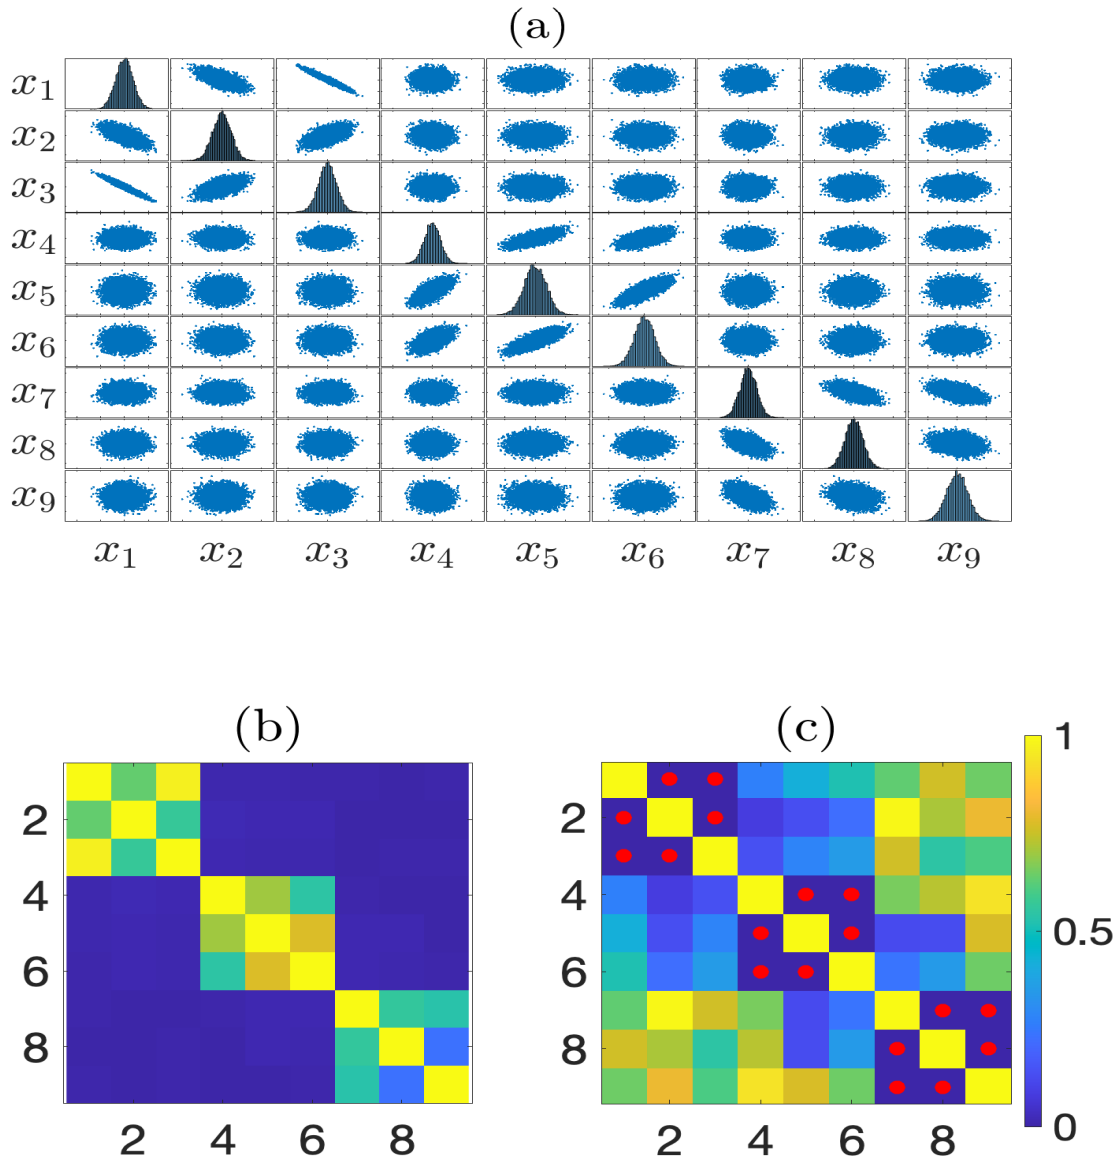 (a)
x₁
x₂
x₃
x₄
x₅
x₆
x₇
x₈
x₉
x₁ x₂ x₃ x₄ x₅ x₆ x₇ x₈ x₉
(b)
2
4
6
8
2 4 6 8
(c)
2
4
6
8
2 4 6 8
1
0.5
0